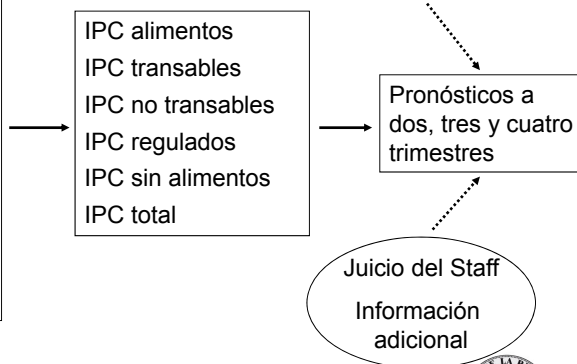 IPC alimentos
IPC transables
IPC no transables
IPC regulados
IPC sin alimentos
IPC total
Pronósticos a
dos, tres y cuatro
trimestres
Juicio del Staff
Información
adicional